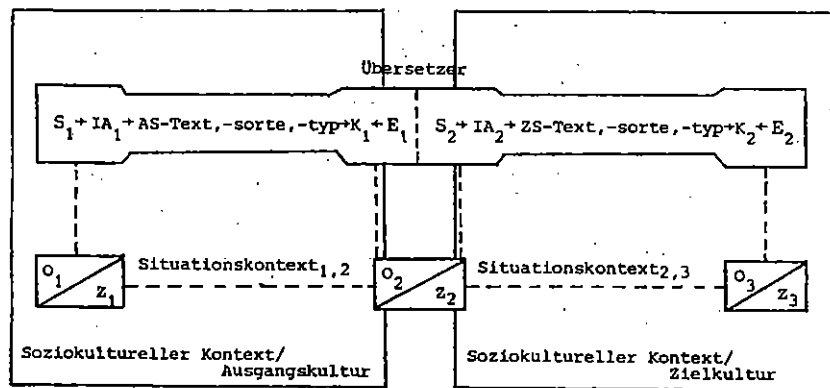 Übersetzer
S₁→IA₁→AS-Text,-sorte,-typ→K₁←E₁ S₂→IA₂→ZS-Text,-sorte,-typ→K₂←E₂
O₁ Situationskontext₁,₂ O₂ Situationskontext₂,₃ O₃
Z₁ Z₂ Z₃
Soziokultureller Kontext/ Soziokultureller Kontext/
Ausgangskultur Zielkultur